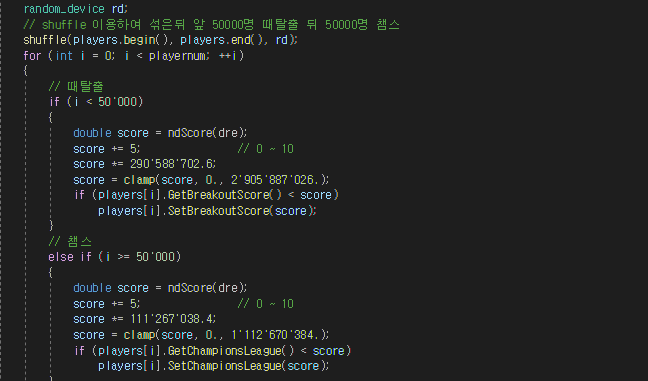 random_device rd;
// shuffle 이용하여 섞은뒤 앞 50000명 때탈출 뒤 50000명 챔스
shuffle(players.begin(), players.end(), rd);
for (int i = 0; i < playernum; ++i)
{
// 때탈출
if (i < 50'000)
{
double score = ndScore(dre);
score += 5; // 0 ~ 10
score *= 290'588'702.6;
score = clamp(score, 0., 2'905'887'026.);
if (players[i].GetBreakoutScore() < score)
players[i].SetBreakoutScore(score);
}
// 챔스
else if (i >= 50'000)
{
double score = ndScore(dre);
score += 5; // 0 ~ 10
score *= 111'267'038.4;
score = clamp(score, 0., 1'112'670'384.);
if (players[i].GetChampionsLeague() < score)
players[i].SetChampionsLeague(score);
}